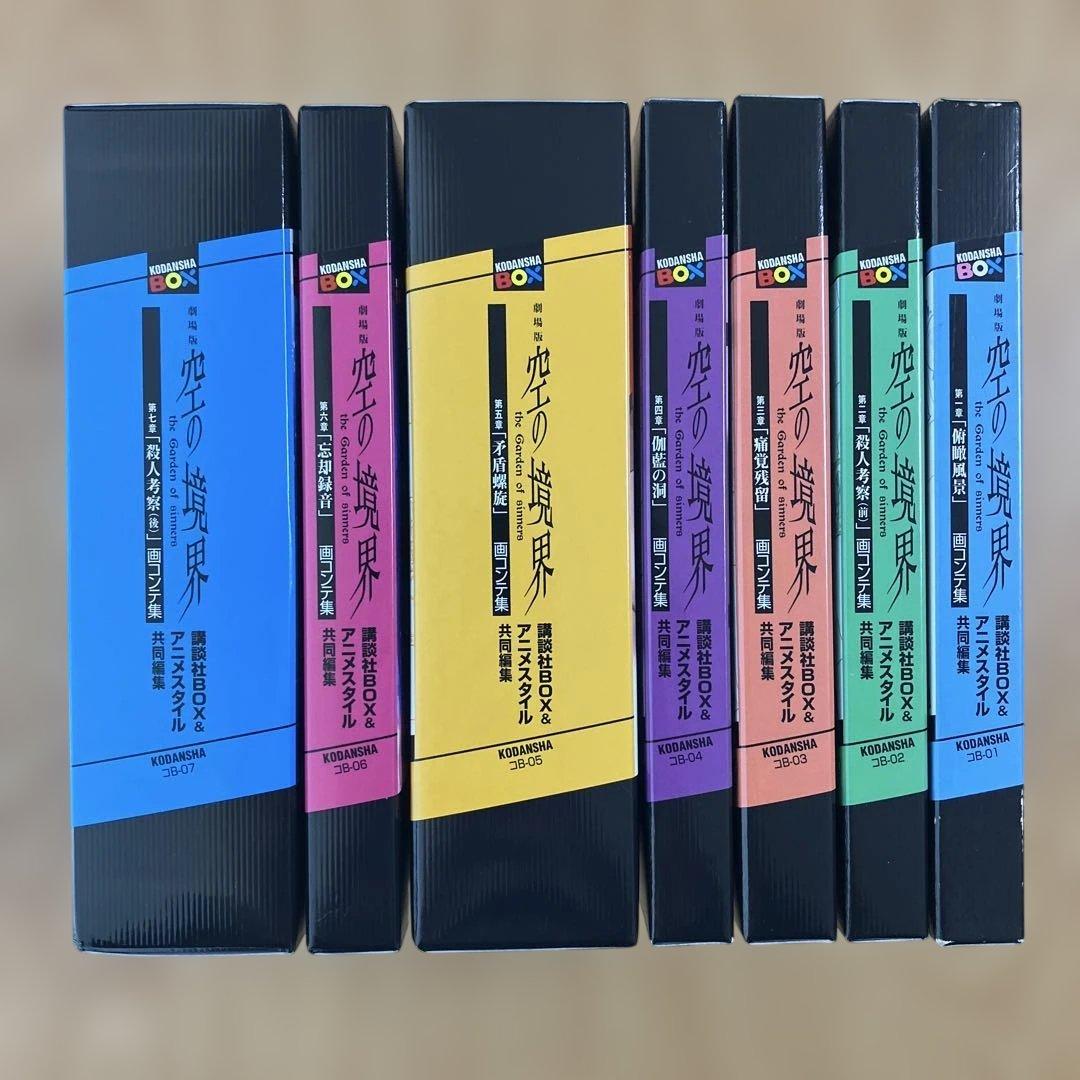 KODANSHA
BOX
劇場版
空の境界
the Garden of sinners
第一章「俯瞰風景」画コンテ集
講談社BOX&
アニメスタイル
共同編集
KODANSHA
コB-01
KODANSHA
BOX
劇場版
空の境界
the Garden of sinners
第二章「殺人考察(前)」画コンテ集
講談社BOX&
アニメスタイル
共同編集
KODANSHA
コB-02
KODANSHA
BOX
劇場版
空の境界
the Garden of sinners
第三章「痛覚残留」画コンテ集
講談社BOX&
アニメスタイル
共同編集
KODANSHA
コB-03
KODANSHA
BOX
劇場版
空の境界
the Garden of sinners
第四章「伽藍の洞」画コンテ集
講談社BOX&
アニメスタイル
共同編集
KODANSHA
コB-04
KODANSHA
BOX
劇場版
空の境界
the Garden of sinners
第五章「矛盾螺旋」画コンテ集
講談社BOX&
アニメスタイル
共同編集
KODANSHA
コB-05
KODANSHA
BOX
劇場版
空の境界
the Garden of sinners
第六章「忘却録音」画コンテ集
講談社BOX&
アニメスタイル
共同編集
KODANSHA
コB-06
KODANSHA
BOX
劇場版
空の境界
the Garden of sinners
第七章「殺人考察(後)」画コンテ集
講談社BOX&
アニメスタイル
共同編集
KODANSHA
コB-07